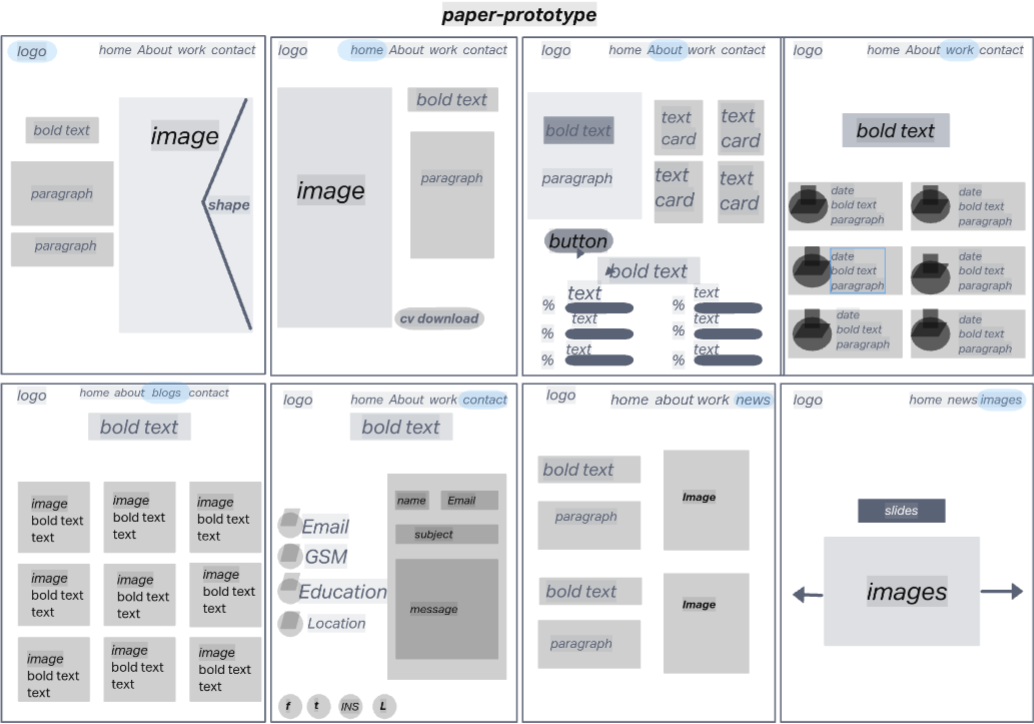 paper-prototype
logo
home About work contact
bold text
image
paragraph
shape
paragraph
logo
home About work contact
bold text
image
paragraph
cv download
logo
home About work contact
bold text
paragraph
text
card
text
card
text
card
text
card
button
bold text
% text
% text
% text
% text
% text
% text
logo
home About work contact
bold text
date
bold text
paragraph
date
bold text
paragraph
date
bold text
paragraph
date
bold text
paragraph
date
bold text
paragraph
date
bold text
paragraph
logo
home about blogs contact
bold text
image
bold text
text
image
bold text
text
image
bold text
text
image
bold text
text
image
bold text
text
image
bold text
text
image
bold text
text
image
bold text
text
image
bold text
text
logo
home About work contact
bold text
Email
GSM
Education
Location
name Email
subject
message
f t INS L
logo
home about work news
bold text
paragraph
Image
bold text
paragraph
Image
logo
home news images
slides
images